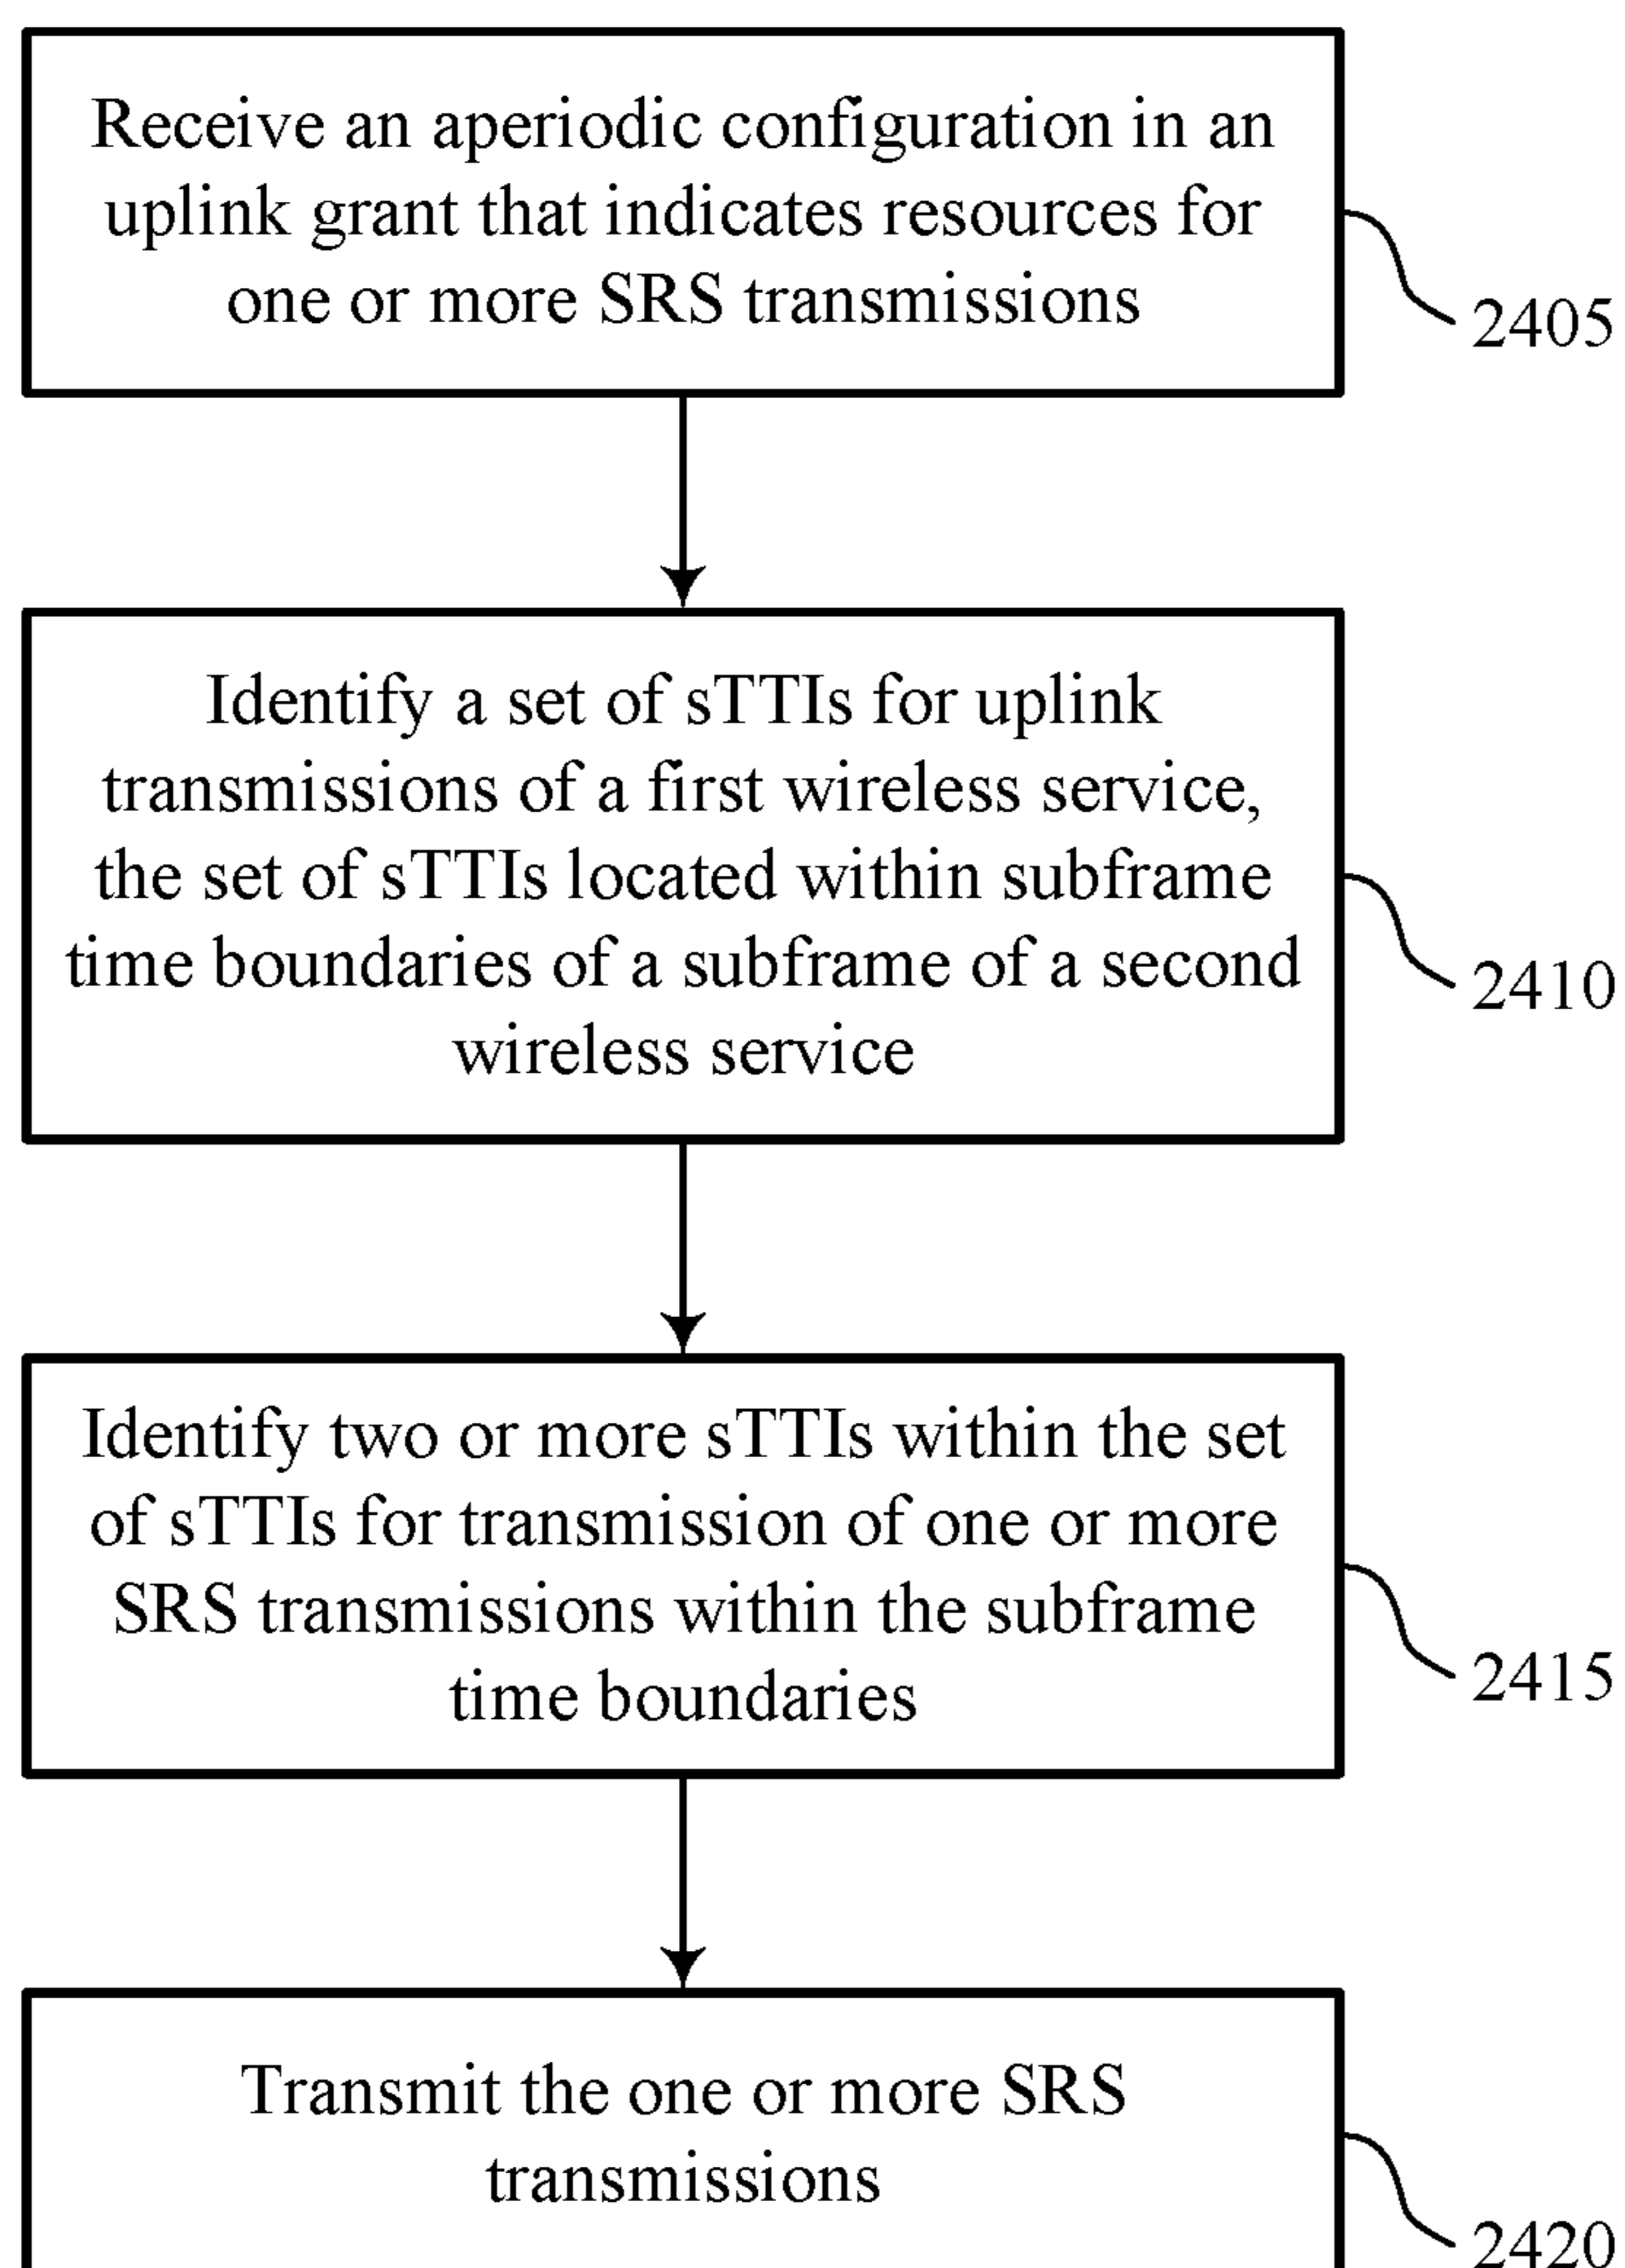 Receive an aperiodic configuration in an
uplink grant that indicates resources for
one or more SRS transmissions
2405
Identify a set of sTTIs for uplink
transmissions of a first wireless service,
the set of sTTIs located within subframe
time boundaries of a subframe of a second
wireless service
2410
Identify two or more sTTIs within the set
of sTTIs for transmission of one or more
SRS transmissions within the subframe
time boundaries
2415
Transmit the one or more SRS
transmissions
2420